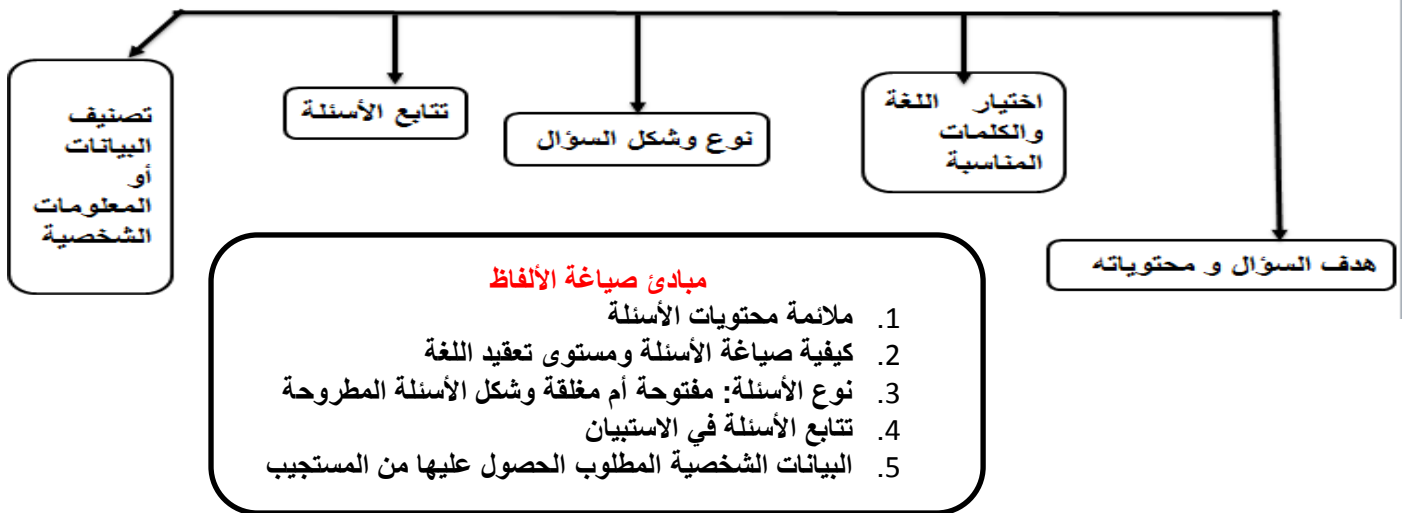 هدف السؤال و محتوياته
اختيار اللغة
والكلمات
المناسبة
نوع وشكل السؤال
تتابع الأسئلة
تصنيف
البيانات
أو
المعلومات
الشخصية
مبادئ صياغة الألفاظ
1. ملائمة محتويات الأسئلة
2. كيفية صياغة الأسئلة ومستوى تعقيد اللغة
3. نوع الأسئلة: مفتوحة أم مغلقة وشكل الأسئلة المطروحة
4. تتابع الأسئلة في الاستبيان
5. البيانات الشخصية المطلوب الحصول عليها من المستجيب